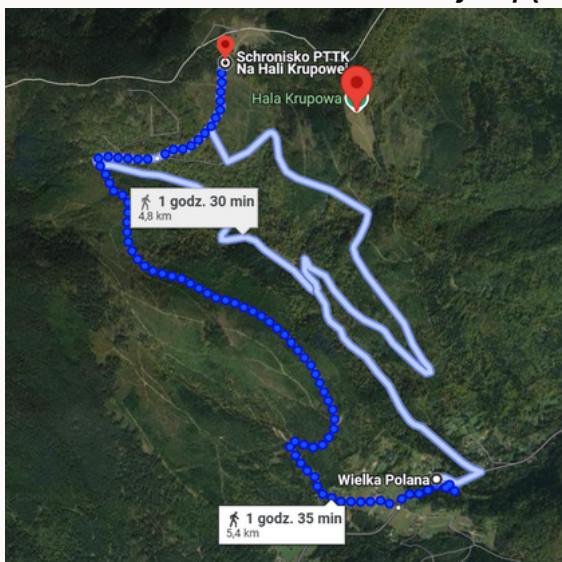 Schronisko PTTK
Na Hali Krupowej
Hala Krupowa
1 godz. 30 min
4,8 km
Wielka Polana
1 godz. 35 min
5,4 km